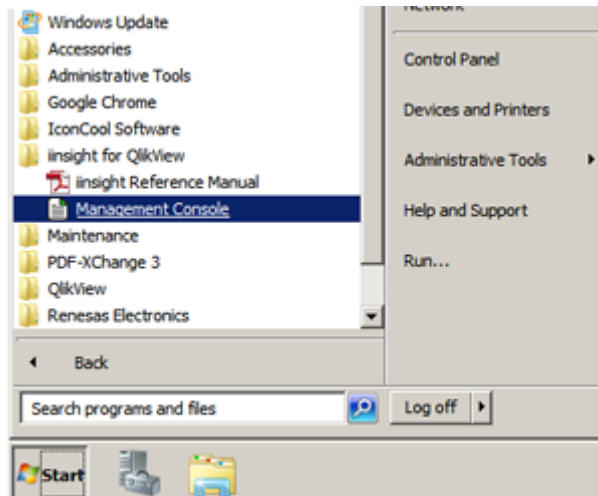 Windows Update
Accessories
Administrative Tools
Google Chrome
IconCool Software
iinsight for QlikView
iinsight Reference Manual
Management Console
Maintenance
PDF-XChange 3
QlikView
Renesas Electronics
Back
Search programs and files
Network
Control Panel
Devices and Printers
Administrative Tools
Help and Support
Run...
Log off
Start